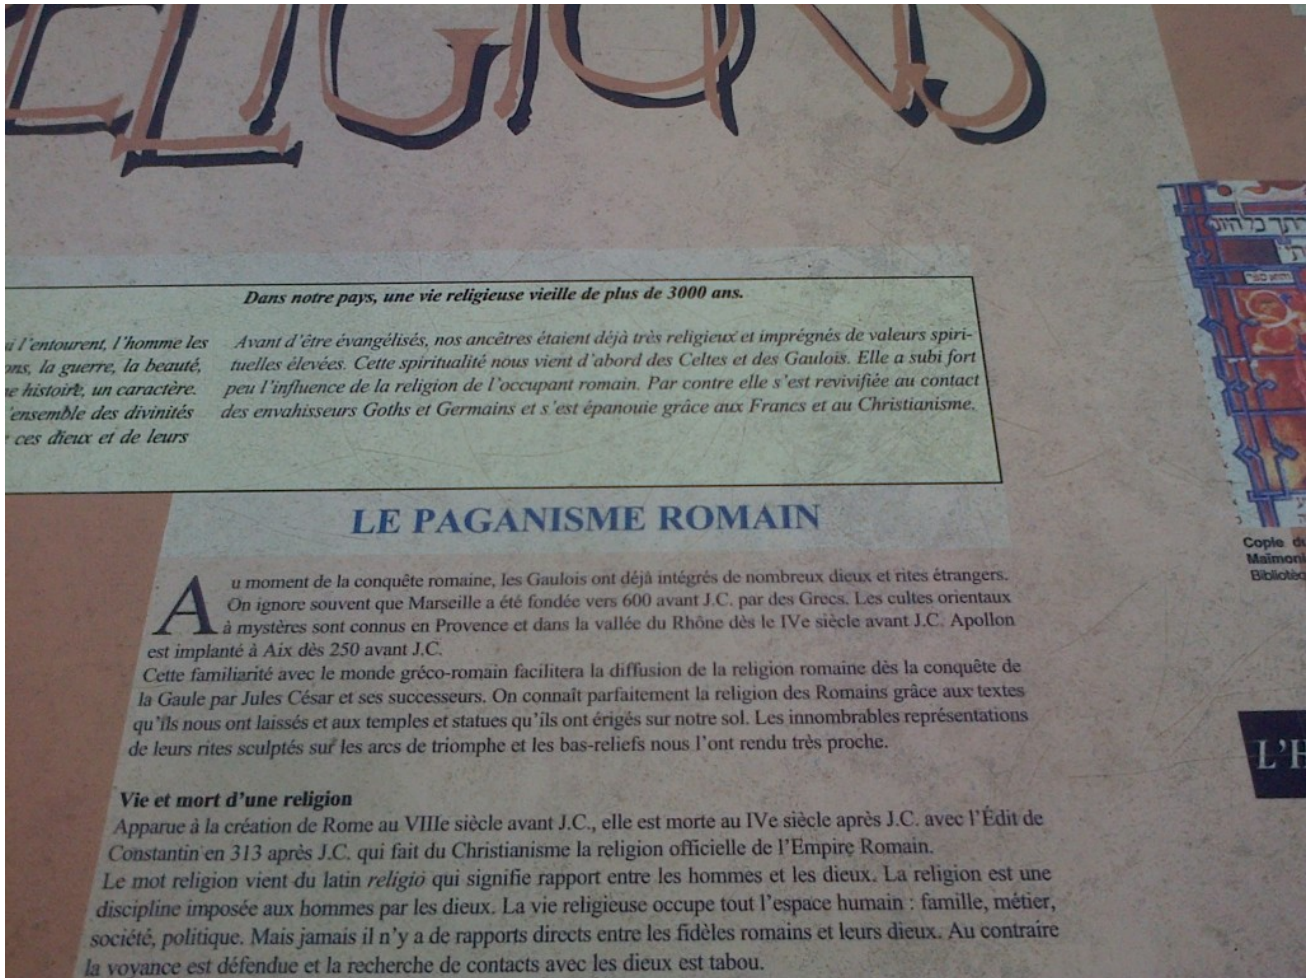 RELIGIONS
Dans notre pays, une vie religieuse vieille de plus de 3000 ans.
l'entourent, l'homme les
la guerre, la beauté,
histoire, un caractère.
ensemble des divinités
ces dieux et de leurs
Avant d'être évangélisés, nos ancêtres étaient déjà très religieux et imprégnés de valeurs spiri-
tuelles élevées. Cette spiritualité nous vient d'abord des Celtes et des Gaulois. Elle a subi fort
peu l'influence de la religion de l'occupant romain. Par contre elle s'est revivifiée au contact
des envahisseurs Goths et Germains et s'est épanouie grâce aux Francs et au Christianisme.
LE PAGANISME ROMAIN
Au moment de la conquête romaine, les Gaulois ont déjà intégrés de nombreux dieux et rites étrangers.
On ignore souvent que Marseille a été fondée vers 600 avant J.C. par des Grecs. Les cultes orientaux
à mystères sont connus en Provence et dans la vallée du Rhône dès le IVe siècle avant J.C. Apollon
est implanté à Aix dès 250 avant J.C.
Cette familiarité avec le monde gréco-romain facilitera la diffusion de la religion romaine dès la conquête de
la Gaule par Jules César et ses successeurs. On connaît parfaitement la religion des Romains grâce aux textes
qu'ils nous ont laissés et aux temples et statues qu'ils ont érigés sur notre sol. Les innombrables représentations
de leurs rites sculptés sur les arcs de triomphe et les bas-reliefs nous l'ont rendu très proche.
Vie et mort d'une religion
Apparue à la création de Rome au VIIIe siècle avant J.C., elle est morte au IVe siècle après J.C. avec l'Édit de
Constantin en 313 après J.C. qui fait du Christianisme la religion officielle de l'Empire Romain.
Le mot religion vient du latin religio qui signifie rapport entre les hommes et les dieux. La religion est une
discipline imposée aux hommes par les dieux. La vie religieuse occupe tout l'espace humain : famille, métier,
société, politique. Mais jamais il n'y a de rapports directs entre les fidèles romains et leurs dieux. Au contraire
la voyance est défendue et la recherche de contacts avec les dieux est tabou.
Copie du
Maïmoni
Bibliothèq
L'H